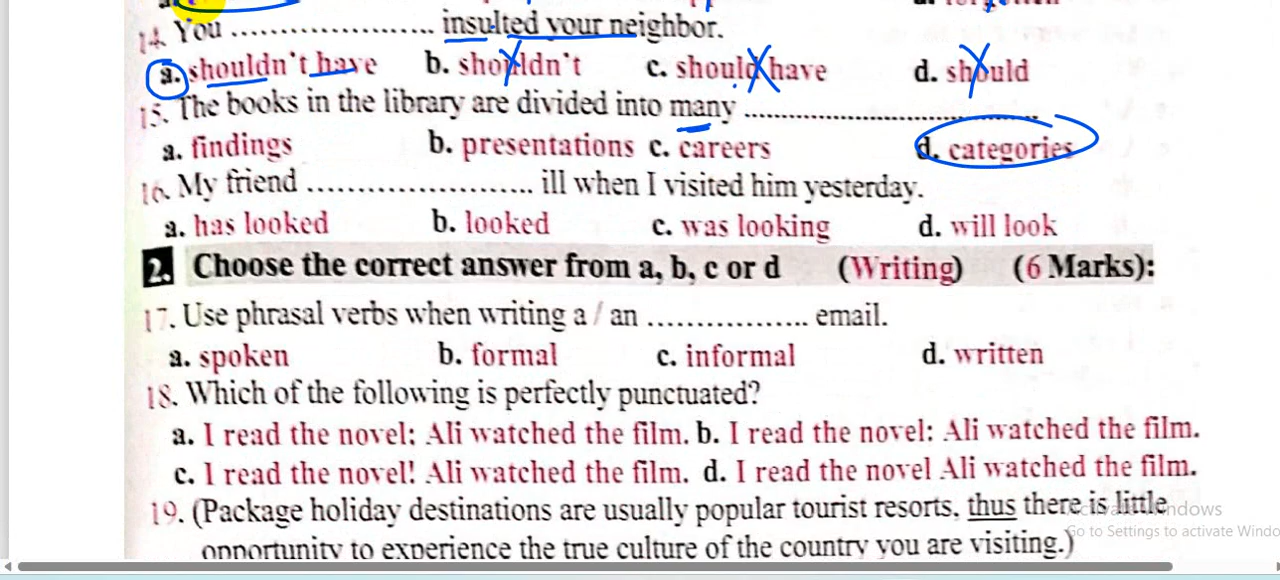 14. You .................... insulted your neighbor.
a. shouldn't have b. shouldn't c. should have d. should
15. The books in the library are divided into many ....................
a. findings b. presentations c. careers d. categories
16. My friend .................... ill when I visited him yesterday.
a. has looked b. looked c. was looking d. will look
2. Choose the correct answer from a, b, c or d (Writing) (6 Marks):
17. Use phrasal verbs when writing a / an ................. email.
a. spoken b. formal c. informal d. written
18. Which of the following is perfectly punctuated?
a. I read the novel; Ali watched the film. b. I read the novel: Ali watched the film.
c. I read the novel! Ali watched the film. d. I read the novel Ali watched the film.
19. (Package holiday destinations are usually popular tourist resorts, thus there is little
opportunity to experience the true culture of the country you are visiting.)
Go to Settings to activate Windo